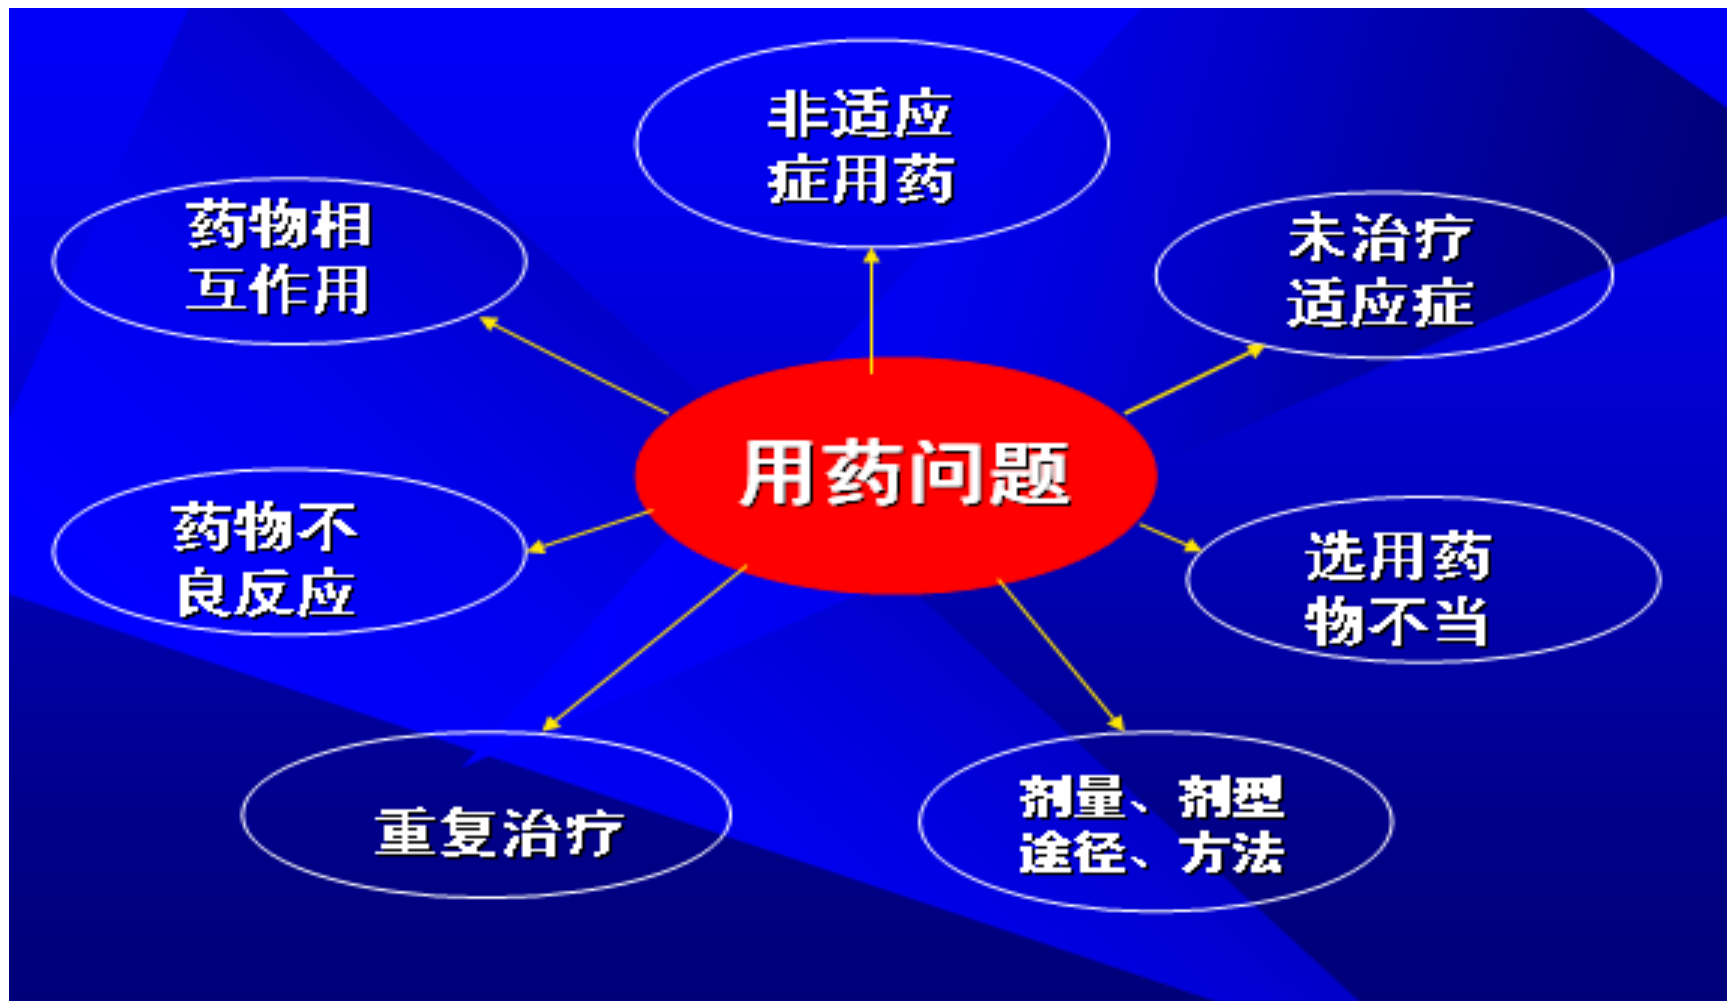 非适应
症用药
药物相
互作用
未治疗
适应症
用药问题
药物不
良反应
选用药
物不当
重复治疗
剂量、剂型
途径、方法